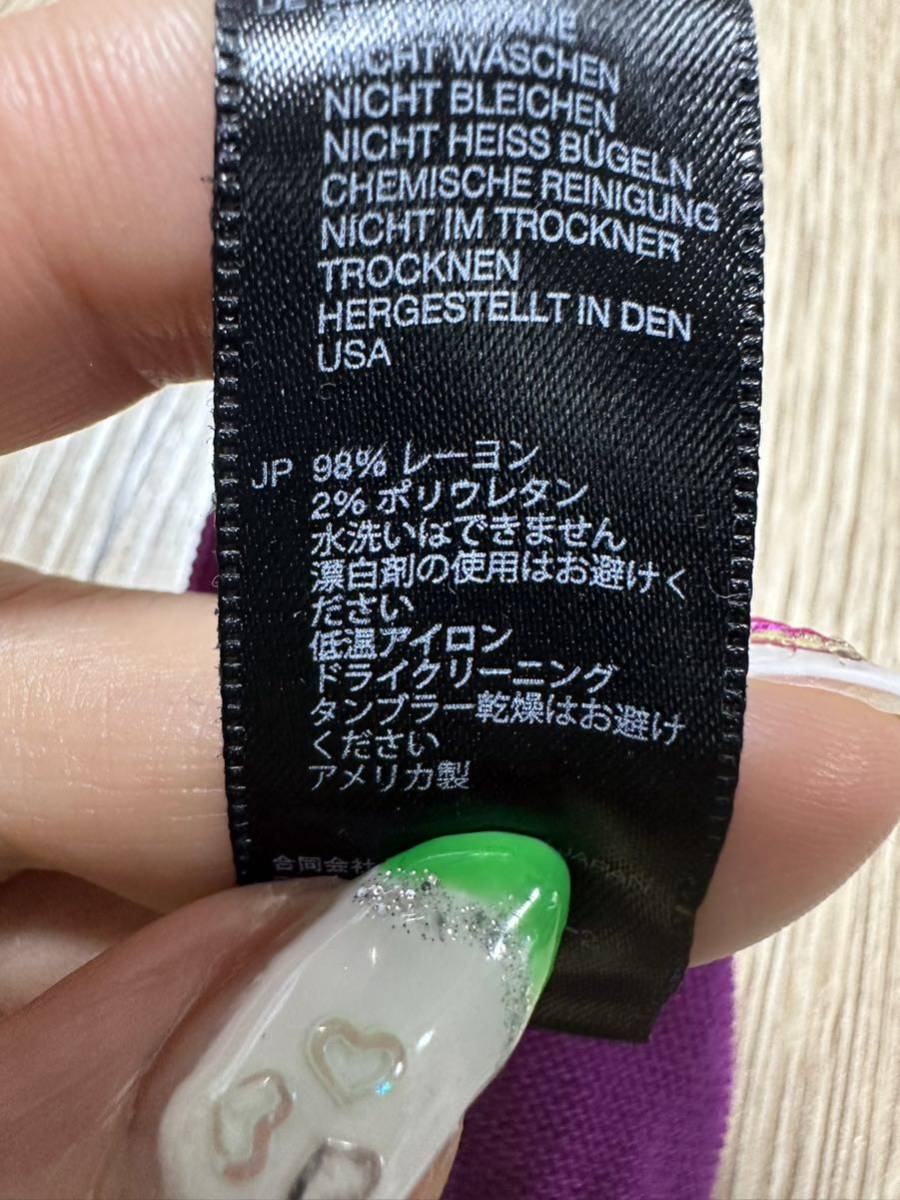 DE
NICHT WASCHEN
NICHT BLEICHEN
NICHT HEISS BÜGELN
CHEMISCHE REINIGUNG
NICHT IM TROCKNER
TROCKNEN
HERGESTELLT IN DEN
USA
JP 98% レーヨン
2% ポリウレタン
水洗いはできません
漂白剤の使用はお避けく
ださい
低温アイロン
ドライクリーニング
タンブラー乾燥はお避け
ください
アメリカ製
合同会社